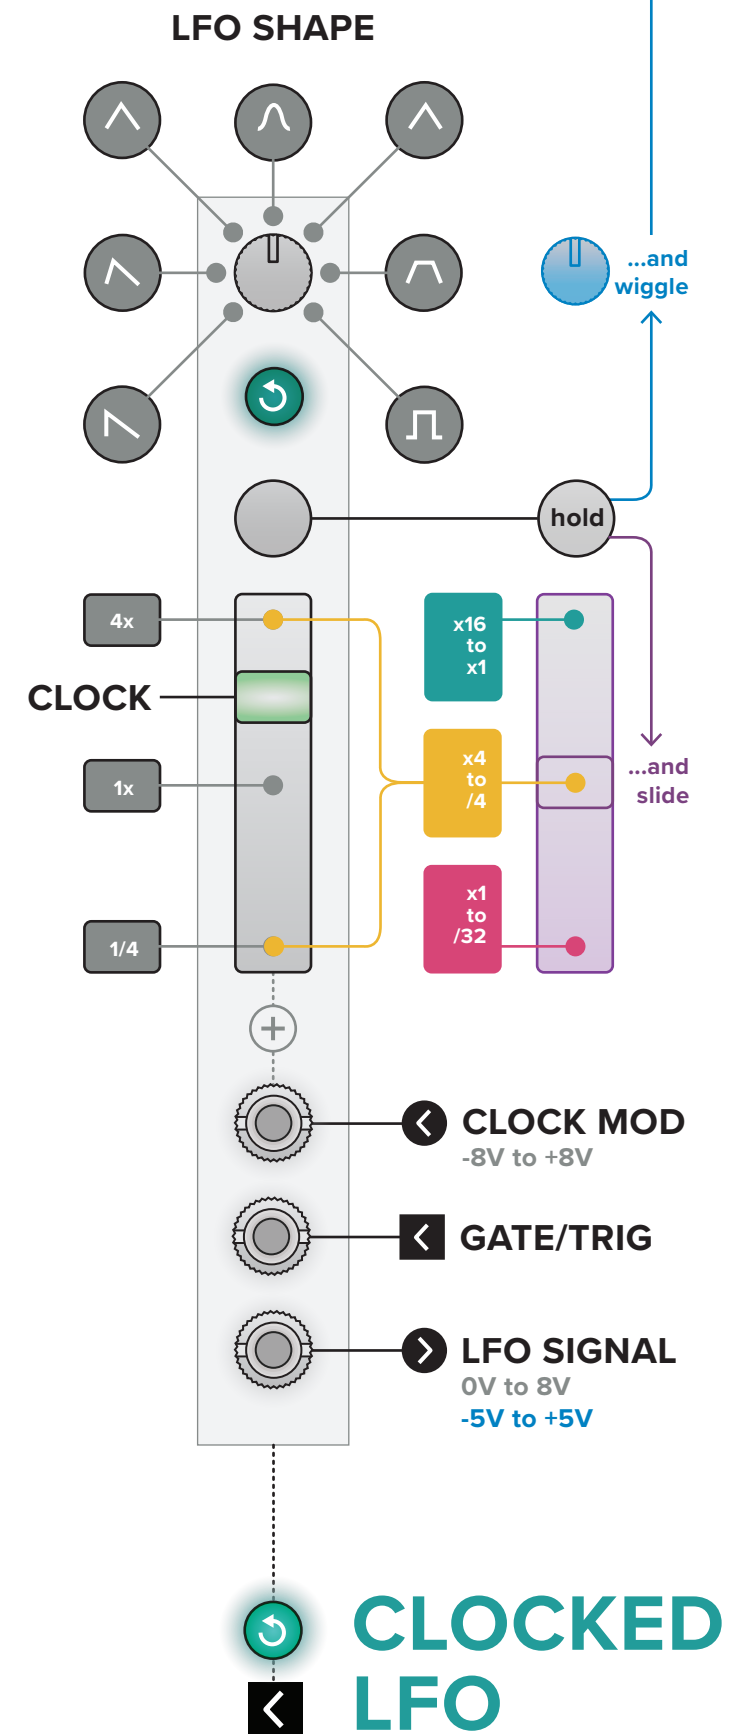 LFO SHAPE
...and
wiggle
hold
4x
CLOCK
1x
1/4
x16
to
x1
x4
to
/4
x1
to
/32
...and
slide
CLOCK MOD
-8V to +8V
GATE/TRIG
LFO SIGNAL
0V to 8V
-5V to +5V
CLOCKED
LFO